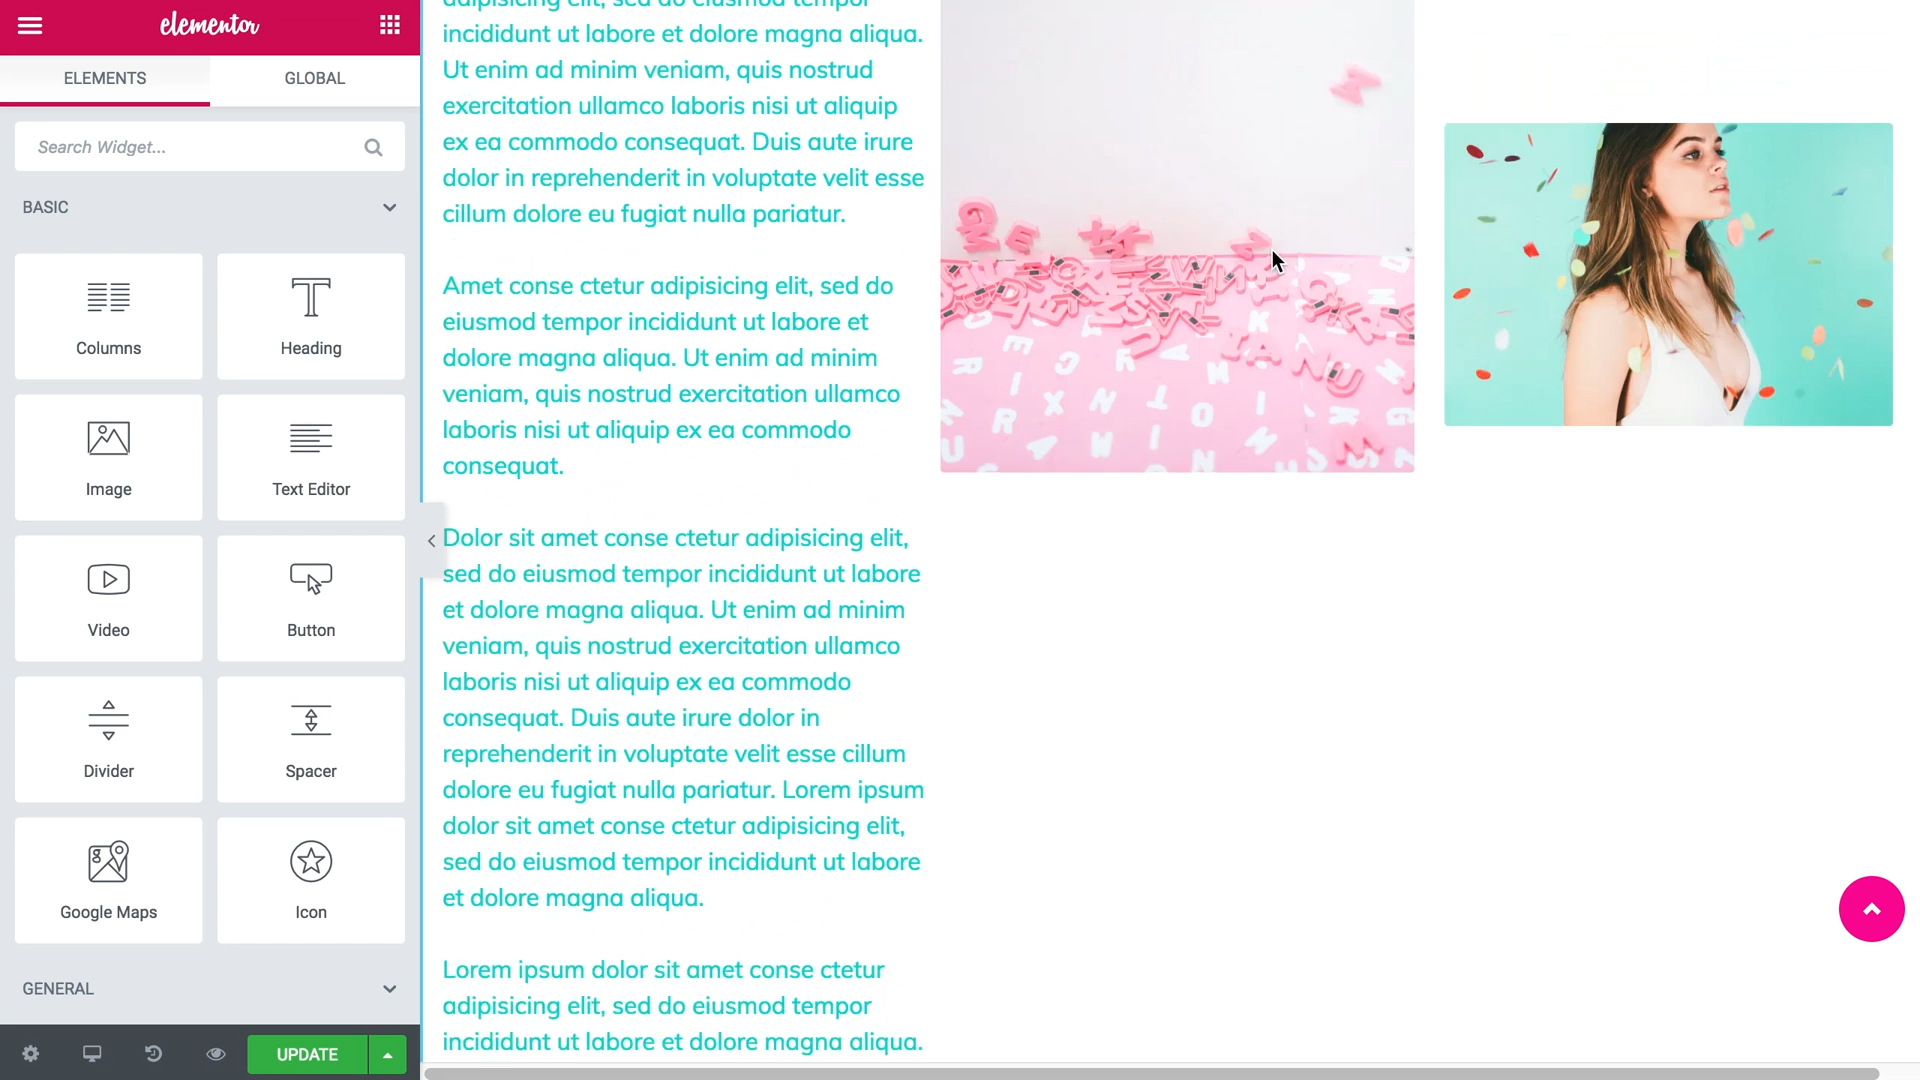 elementor
ELEMENTS
GLOBAL
Search Widget...
BASIC
Columns
Heading
Image
Text Editor
Video
Button
Divider
Spacer
Google Maps
Icon
GENERAL
UPDATE
adipisicing elit, sed do eiusmod tempor
incididunt ut labore et dolore magna aliqua.
Ut enim ad minim veniam, quis nostrud
exercitation ullamco laboris nisi ut aliquip
ex ea commodo consequat. Duis aute irure
dolor in reprehenderit in voluptate velit esse
cillum dolore eu fugiat nulla pariatur.
Amet conse ctetur adipisicing elit, sed do
eiusmod tempor incididunt ut labore et
dolore magna aliqua. Ut enim ad minim
veniam, quis nostrud exercitation ullamco
laboris nisi ut aliquip ex ea commodo
consequat.
Dolor sit amet conse ctetur adipisicing elit,
sed do eiusmod tempor incididunt ut labore
et dolore magna aliqua. Ut enim ad minim
veniam, quis nostrud exercitation ullamco
laboris nisi ut aliquip ex ea commodo
consequat. Duis aute irure dolor in
reprehenderit in voluptate velit esse cillum
dolore eu fugiat nulla pariatur. Lorem ipsum
dolor sit amet conse ctetur adipisicing elit,
sed do eiusmod tempor incididunt ut labore
et dolore magna aliqua.
Lorem ipsum dolor sit amet conse ctetur
adipisicing elit, sed do eiusmod tempor
incididunt ut labore et dolore magna aliqua.